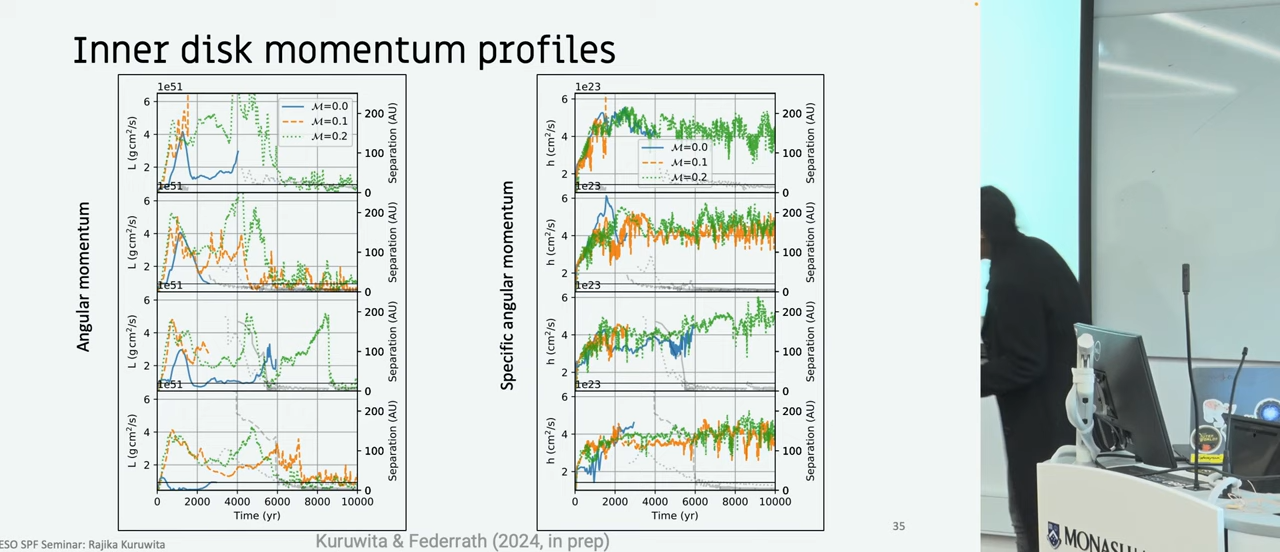 Inner disk momentum profiles
Angular momentum
1e51
6
4
2
L (g cm²/s)
200
100
0
Separation (AU)
ℳ=0.0
ℳ=0.1
ℳ=0.2
1e51
6
4
2
L (g cm²/s)
200
100
0
Separation (AU)
1e51
6
4
2
L (g cm²/s)
200
100
0
Separation (AU)
1e51
6
4
2
L (g cm²/s)
200
100
0
Separation (AU)
0 2000 4000 6000 8000 10000
Time (yr)
Specific angular momentum
1e23
6
4
2
h (cm²/s)
200
100
0
Separation (AU)
ℳ=0.0
ℳ=0.1
ℳ=0.2
1e23
6
4
2
h (cm²/s)
200
100
0
Separation (AU)
1e23
6
4
2
h (cm²/s)
200
100
0
Separation (AU)
1e23
6
4
2
h (cm²/s)
200
100
0
Separation (AU)
0 2000 4000 6000 8000 10000
Time (yr)
35
ESO SPF Seminar: Rajika Kuruwita
Kuruwita & Federrath (2024, in prep)
MONASH